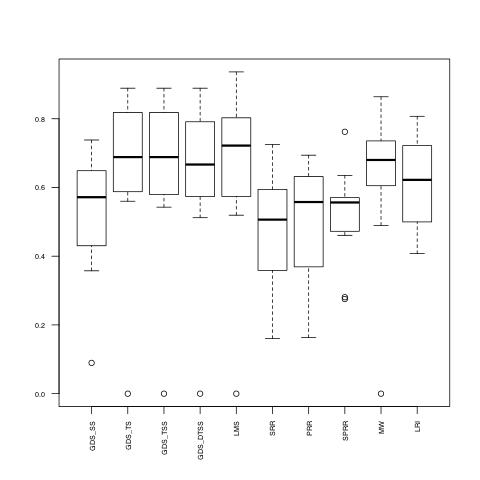 0.8
0.6
0.4
0.2
0.0
GDS_SS
GDS_TS
GDS_TSS
GDS_DTSS
LMS
SRR
PRR
SPRR
MW
LRI